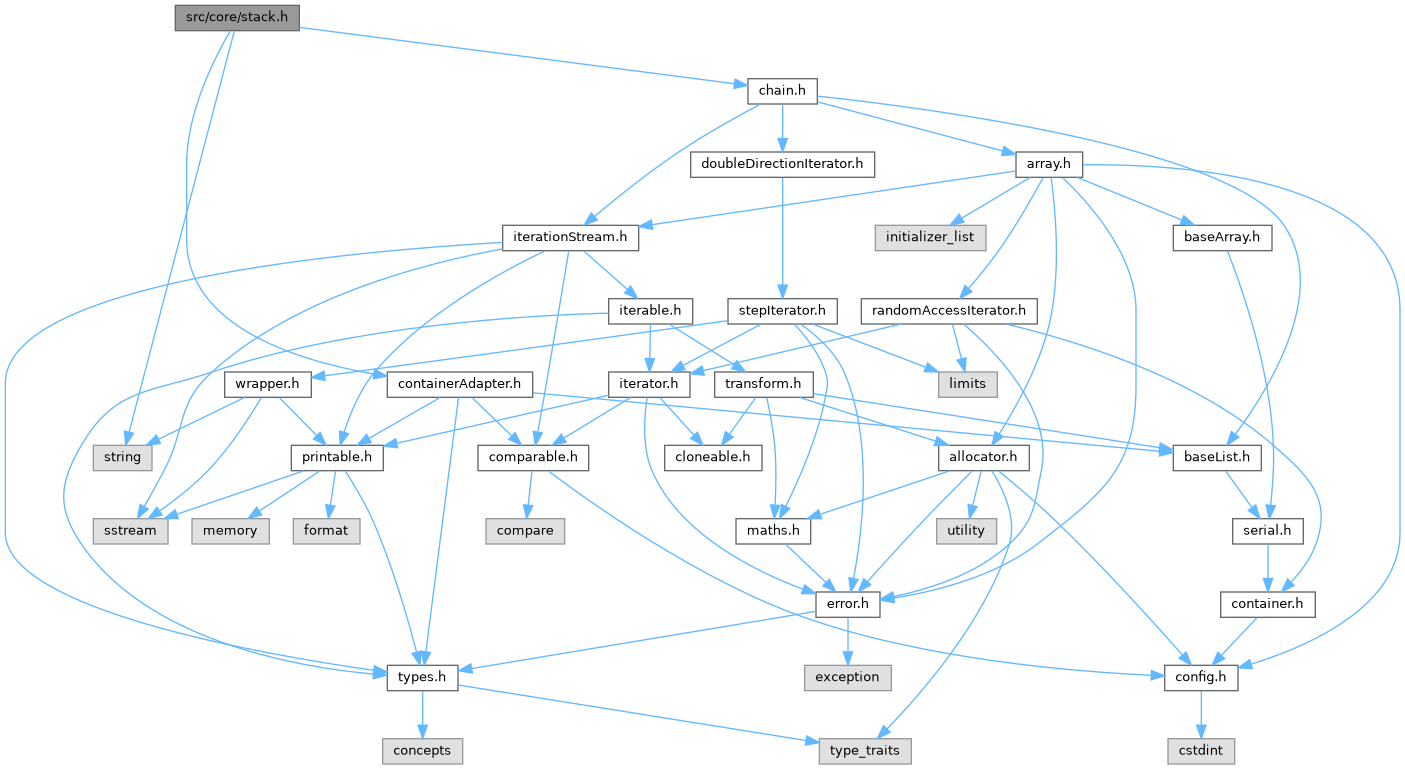 src/core/stack.h
chain.h
doubleDirectionIterator.h
array.h
iterationStream.h
initializer_list
baseArray.h
iterable.h
stepIterator.h
randomAccessIterator.h
wrapper.h
containerAdapter.h
iterator.h
transform.h
limits
string
printable.h
comparable.h
cloneable.h
allocator.h
baseList.h
sstream
memory
format
compare
maths.h
utility
serial.h
error.h
container.h
types.h
exception
config.h
concepts
type_traits
cstdint